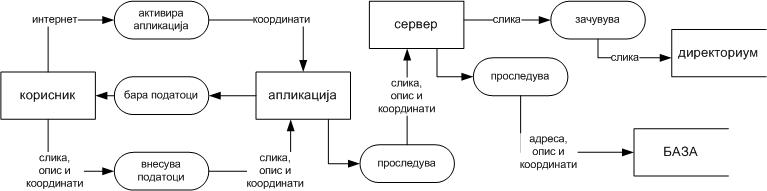 интернет
активира
апликација
координати
корисник
бара податоци
апликација
слика,
опис и
координати
внесува
податоци
слика,
опис и
координати
проследува
слика,
опис и
координати
сервер
слика
зачувува
слика
директориум
проследува
адреса,
опис и
координати
БАЗА